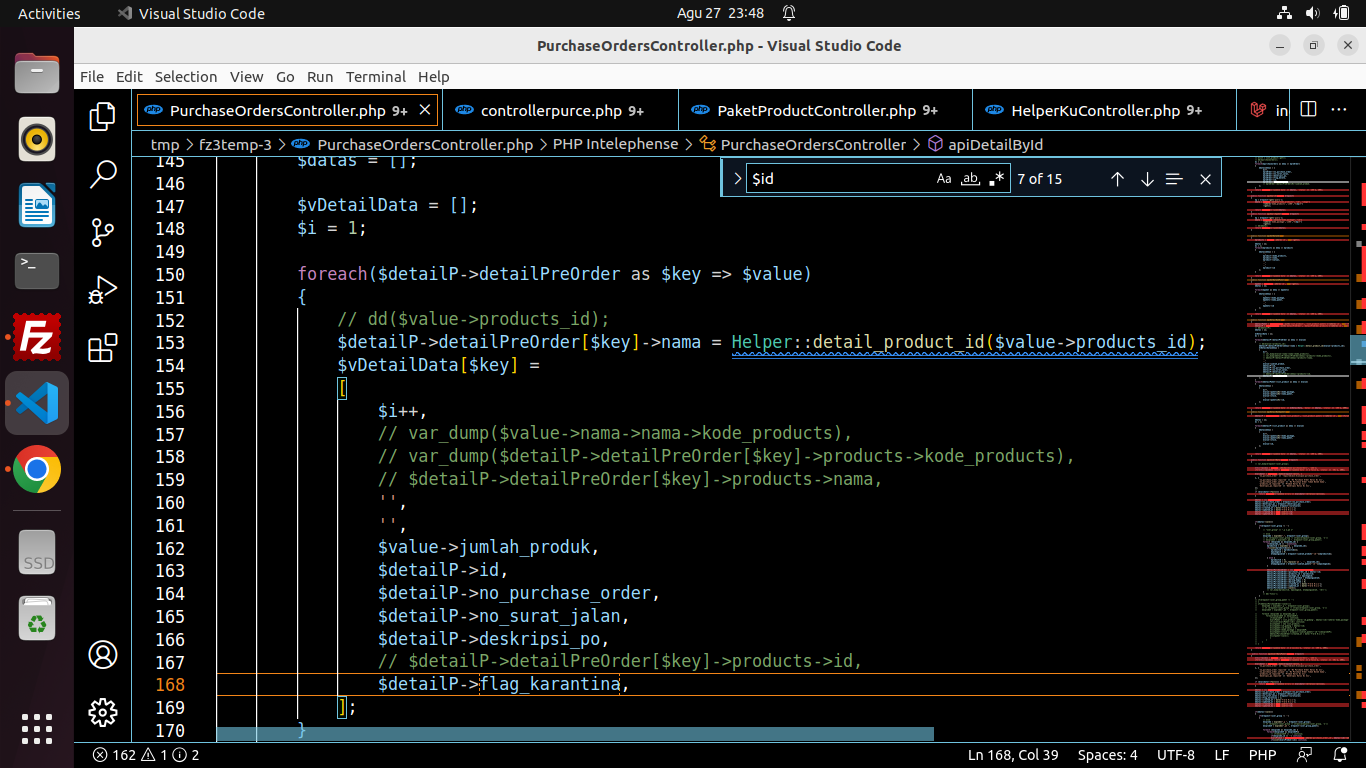 Activities
Visual Studio Code
Agu 27 23:48
PurchaseOrdersController.php - Visual Studio Code
File Edit Selection View Go Run Terminal Help
PurchaseOrdersController.php 9+
controllerpurce.php 9+
PaketProductController.php 9+
HelperKuController.php 9+
in
tmp > fz3temp-3 > PurchaseOrdersController.php > PHP Intelephense > PurchaseOrdersController > apiDetailById
$id
Aa ab
7 of 15
145 $datas = [];
146
147 $vDetailData = [];
148 $i = 1;
149
150 foreach($detailP->detailPreOrder as $key => $value)
151 {
152 // dd($value->products_id);
153 $detailP->detailPreOrder[$key]->nama = Helper::detail_product_id($value->products_id);
154 $vDetailData[$key] =
155 [
156 $i++,
157 // var_dump($value->nama->nama->kode_products),
158 // var_dump($detailP->detailPreOrder[$key]->products->kode_products),
159 // $detailP->detailPreOrder[$key]->products->nama,
160 '',
161 '',
162 $value->jumlah_produk,
163 $detailP->id,
164 $detailP->no_purchase_order,
165 $detailP->no_surat_jalan,
166 $detailP->deskripsi_po,
167 // $detailP->detailPreOrder[$key]->products->id,
168 $detailP->flag_karantina,
169 ];
170 }
SSD
162 1 2
Ln 168, Col 39
Spaces: 4
UTF-8
LF
PHP